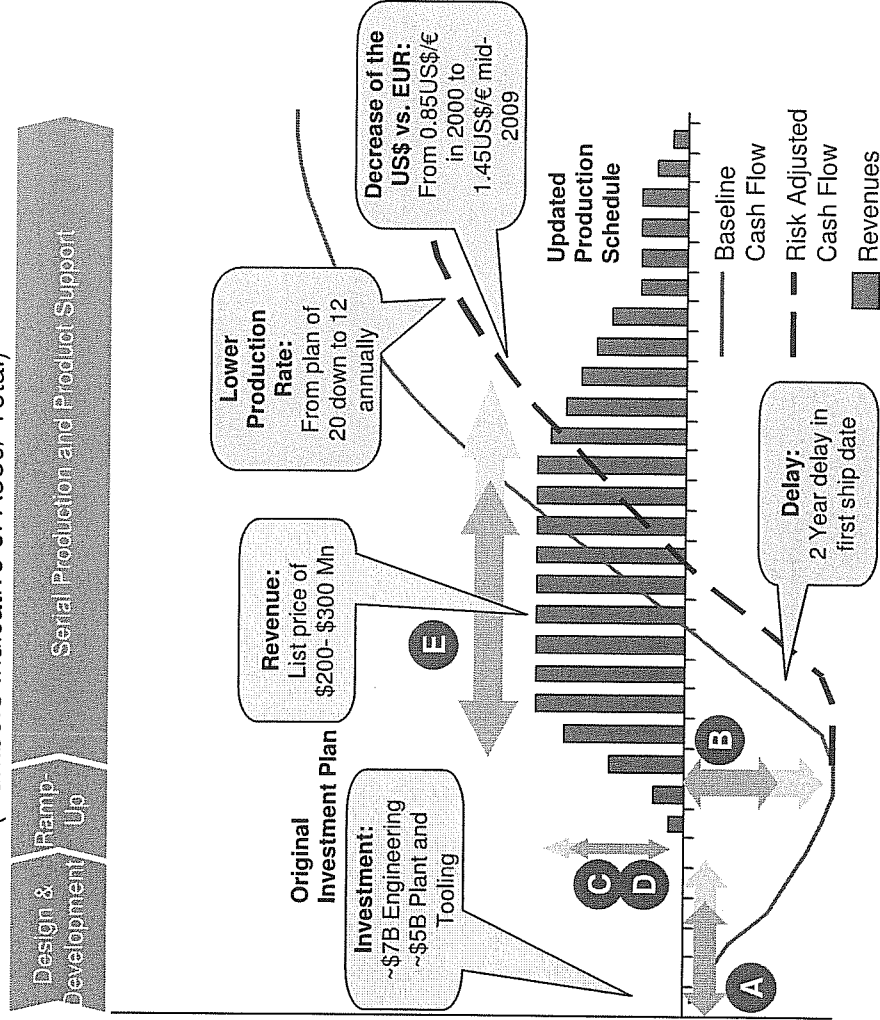 Design &
Development
Ramp-
Up
Serial Production and Product Support
Original
Investment Plan
Investment:
~$7B Engineering
~$5B Plant and
Tooling
Revenue:
List price of
$200- $300 Mn
Lower
Production
Rate:
From plan of
20 down to 12
annually
Decrease of the
US$ vs. EUR:
From 0.85US$/€
in 2000 to
1.45US$/€ mid-
2009
Updated
Production
Schedule
E
C
D
A
B
Delay:
2 Year delay in
first ship date
Baseline
Cash Flow
Risk Adjusted
Cash Flow
Revenues